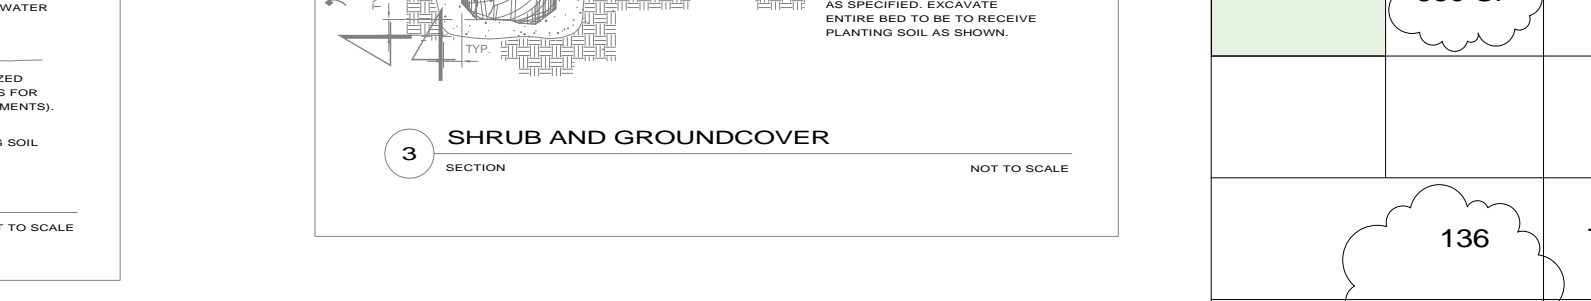 WATER
ZED
S FOR
MENTS).
SOIL
T TO SCALE
TYP.
AS SPECIFIED. EXCAVATE
ENTIRE BED TO BE TO RECEIVE
PLANTING SOIL AS SHOWN.
3
SHRUB AND GROUNDCOVER
SECTION
NOT TO SCALE
136